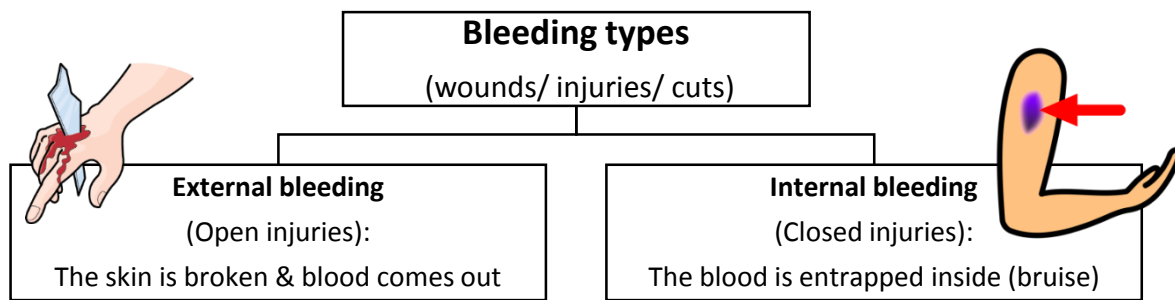 Bleeding types
(wounds/ injuries/ cuts)
External bleeding
(Open injuries):
The skin is broken & blood comes out
Internal bleeding
(Closed injuries):
The blood is entrapped inside (bruise)